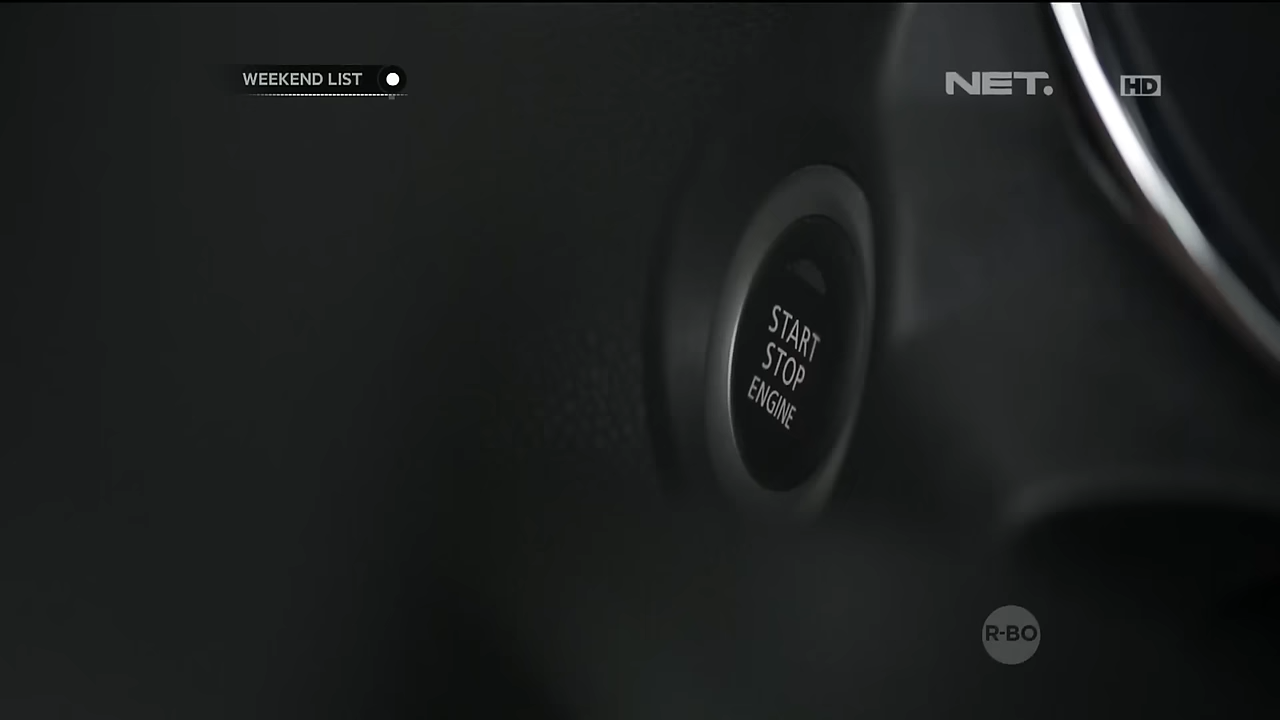 WEEKEND LIST
NET.
HD
START
STOP
ENGINE
R-BO